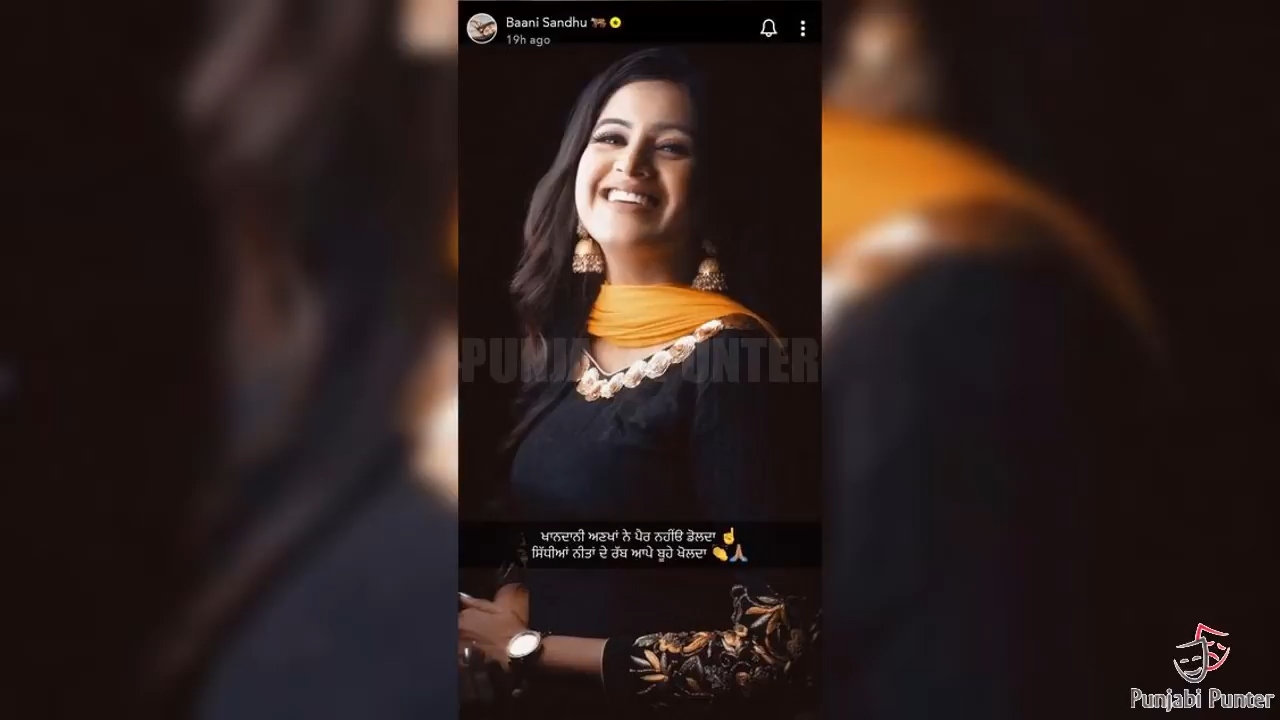 Baani Sandhu
19h ago
PUNJABI PUNTER
ਖਾਨਦਾਨੀ ਅਣਖਾਂ ਨੇ ਪੈਰ ਨਹੀਂੳ ਡੋਲਦਾ ☝
ਸਿੱਧੀਆਂ ਨੀਤਾਂ ਦੇ ਰੱਬ ਆਪੇ ਬੂਹੇ ਖੋਲਦਾ 👏🙏
Punjabi Punter